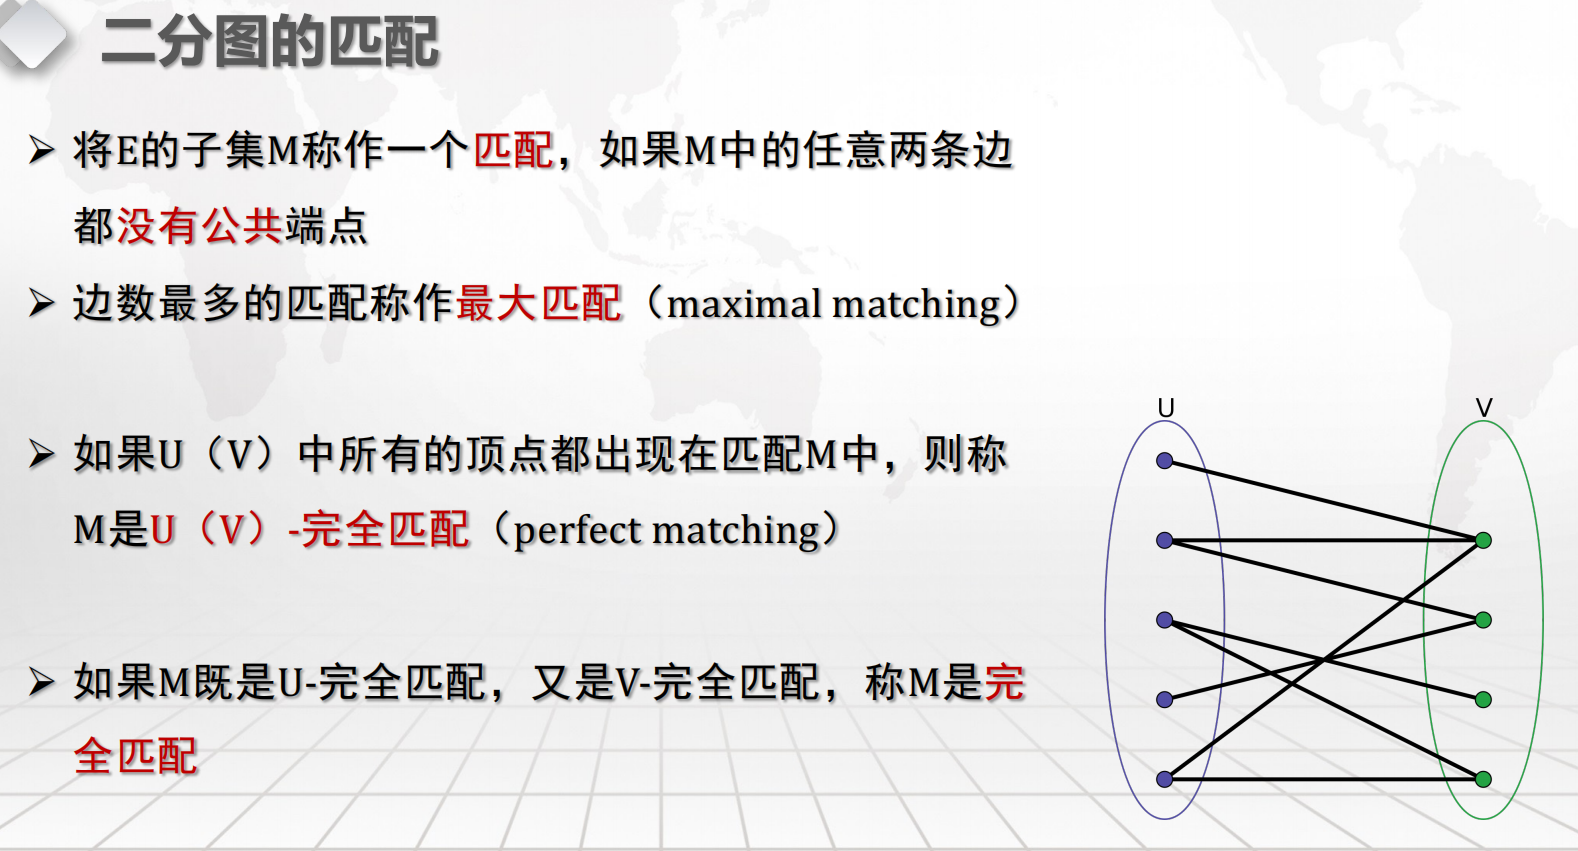 二分图的匹配
将E的子集M称作一个匹配，如果M中的任意两条边
都没有公共端点
边数最多的匹配称作最大匹配（maximal matching）
如果U（V）中所有的顶点都出现在匹配M中，则称
M是U（V）-完全匹配（perfect matching）
如果M既是U-完全匹配，又是V-完全匹配，称M是完
全匹配
U
V